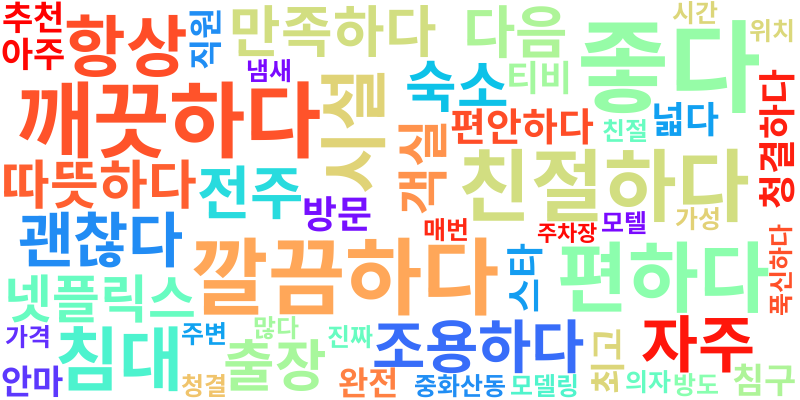 추천
항상
직원
만족하다
다음
좋다
시간
위치
아주
냄새
시설
숙소
티비
깨끗하다
객실
편안하다
친절
넓다
청결하다
따뜻하다
전주
방문
친절하다
매번
주차장
모텔
가성
괜찮다
깔끔하다
스타
편하다
푹신하다
넷플릭스
가격
침대
주변
많다
출장
진짜
조용하다
최고
자주
안마
청결
완전
중화산동
모델링
의자
방도
침구